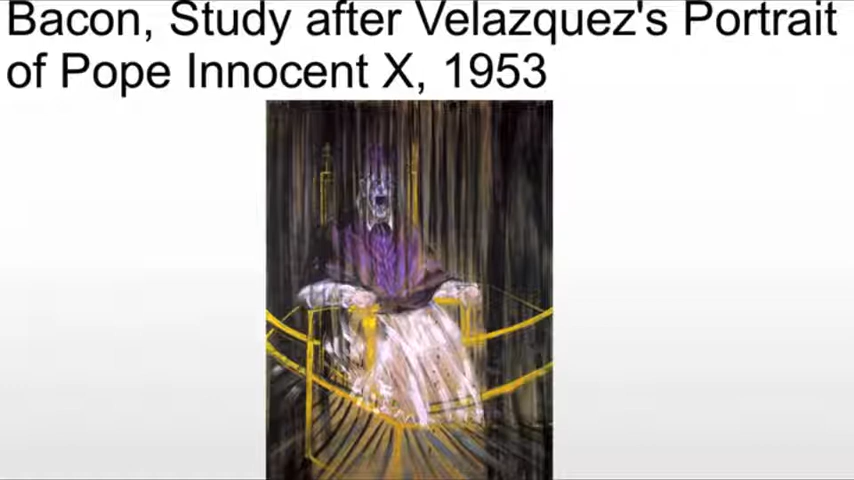 Bacon, Study after Velazquez's Portrait
of Pope Innocent X, 1953